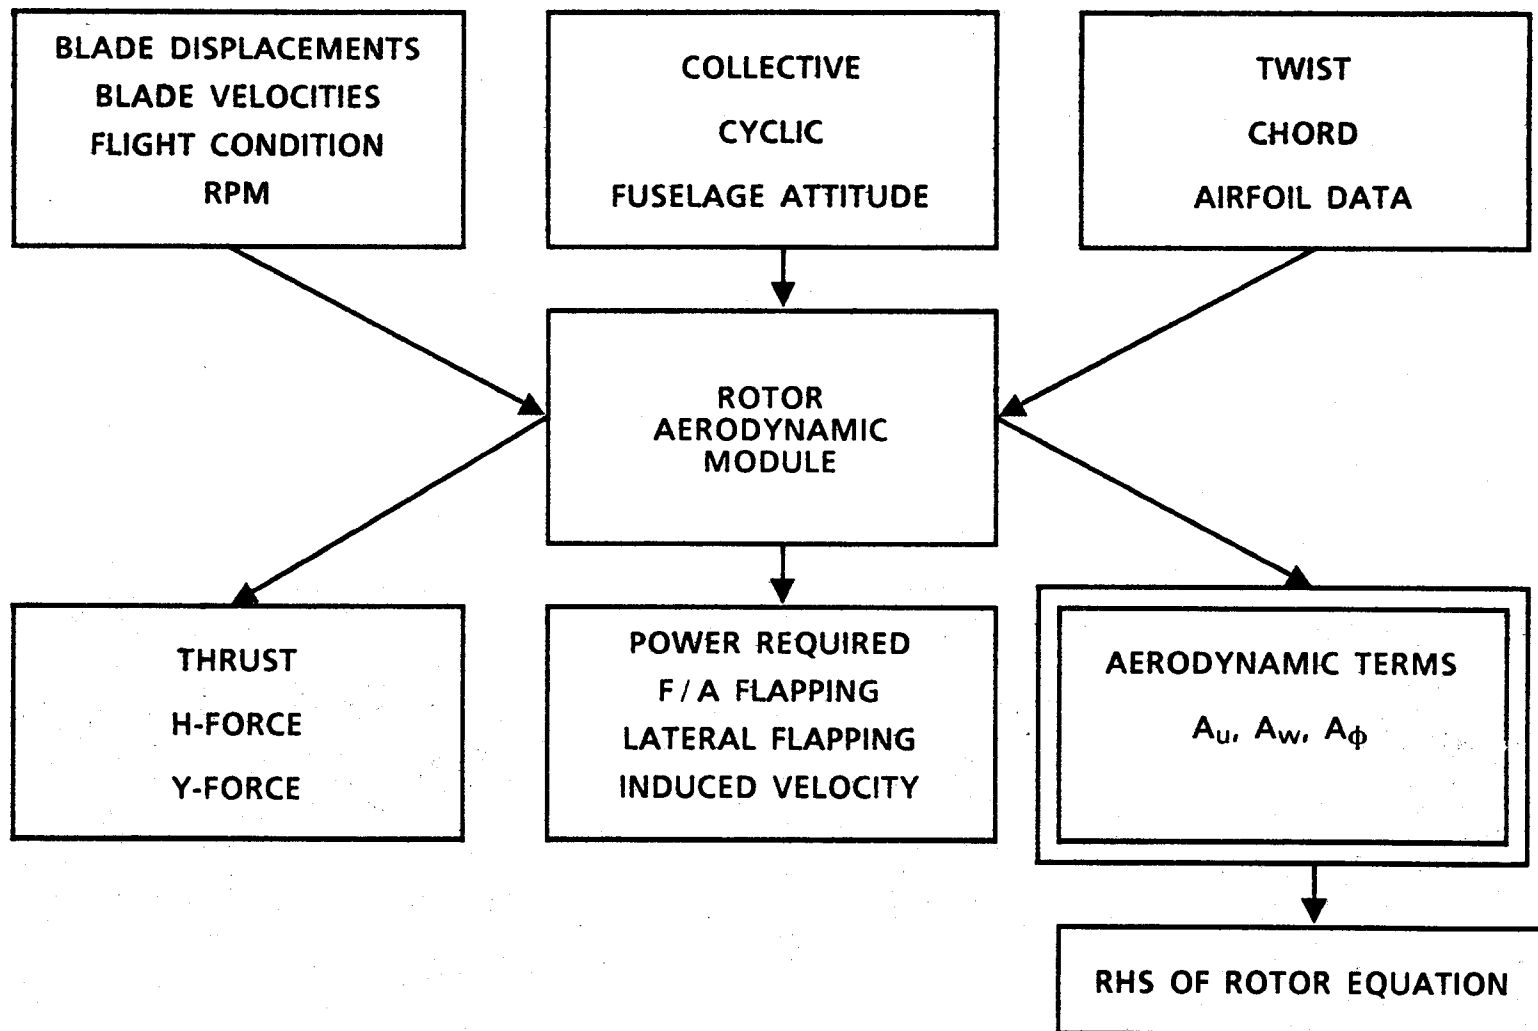 BLADE DISPLACEMENTS
BLADE VELOCITIES
FLIGHT CONDITION
RPM
COLLECTIVE
CYCLIC
FUSELAGE ATTITUDE
TWIST
CHORD
AIRFOIL DATA
ROTOR
AERODYNAMIC
MODULE
THRUST
H-FORCE
Y-FORCE
POWER REQUIRED
F/A FLAPPING
LATERAL FLAPPING
INDUCED VELOCITY
AERODYNAMIC TERMS
Au, Aw, Aϕ
RHS OF ROTOR EQUATION